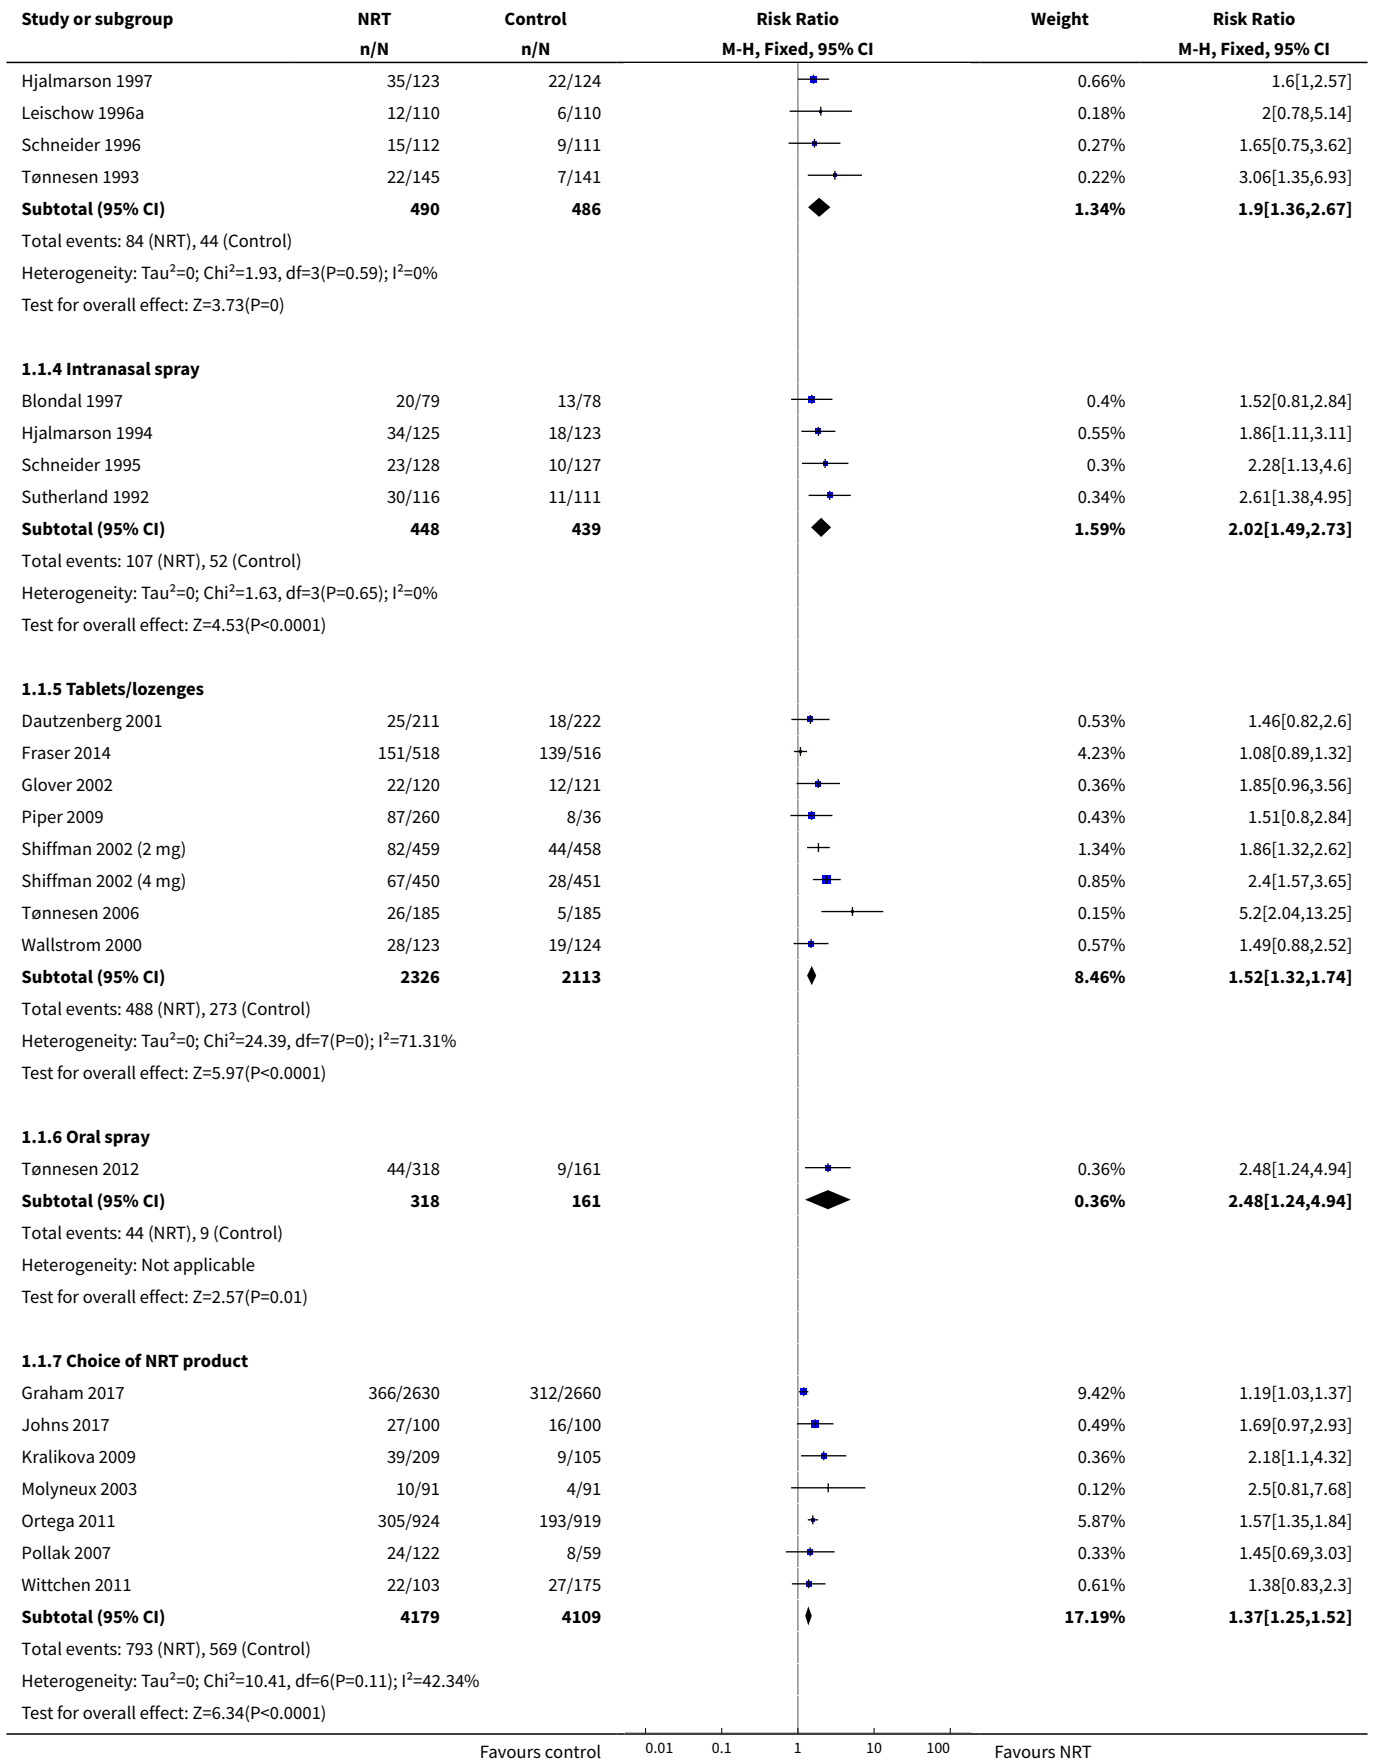 Study or subgroup NRT Control Risk Ratio Weight Risk Ratio
n/N n/N M-H, Fixed, 95% CI M-H, Fixed, 95% CI
Hjalmarson 1997 35/123 22/124 0.66% 1.6[1,2.57]
Leischow 1996a 12/110 6/110 0.18% 2[0.78,5.14]
Schneider 1996 15/112 9/111 0.27% 1.65[0.75,3.62]
Tønnesen 1993 22/145 7/141 0.22% 3.06[1.35,6.93]
Subtotal (95% CI) 490 486 1.34% 1.9[1.36,2.67]
Total events: 84 (NRT), 44 (Control)
Heterogeneity: Tau²=0; Chi²=1.93, df=3(P=0.59); I²=0%
Test for overall effect: Z=3.73(P=0)
1.1.4 Intranasal spray
Blondal 1997 20/79 13/78 0.4% 1.52[0.81,2.84]
Hjalmarson 1994 34/125 18/123 0.55% 1.86[1.11,3.11]
Schneider 1995 23/128 10/127 0.3% 2.28[1.13,4.6]
Sutherland 1992 30/116 11/111 0.34% 2.61[1.38,4.95]
Subtotal (95% CI) 448 439 1.59% 2.02[1.49,2.73]
Total events: 107 (NRT), 52 (Control)
Heterogeneity: Tau²=0; Chi²=1.63, df=3(P=0.65); I²=0%
Test for overall effect: Z=4.53(P<0.0001)
1.1.5 Tablets/lozenges
Dautzenberg 2001 25/211 18/222 0.53% 1.46[0.82,2.6]
Fraser 2014 151/518 139/516 4.23% 1.08[0.89,1.32]
Glover 2002 22/120 12/121 0.36% 1.85[0.96,3.56]
Piper 2009 87/260 8/36 0.43% 1.51[0.8,2.84]
Shiffman 2002 (2 mg) 82/459 44/458 1.34% 1.86[1.32,2.62]
Shiffman 2002 (4 mg) 67/450 28/451 0.85% 2.4[1.57,3.65]
Tønnesen 2006 26/185 5/185 0.15% 5.2[2.04,13.25]
Wallstrom 2000 28/123 19/124 0.57% 1.49[0.88,2.52]
Subtotal (95% CI) 2326 2113 8.46% 1.52[1.32,1.74]
Total events: 488 (NRT), 273 (Control)
Heterogeneity: Tau²=0; Chi²=24.39, df=7(P=0); I²=71.31%
Test for overall effect: Z=5.97(P<0.0001)
1.1.6 Oral spray
Tønnesen 2012 44/318 9/161 0.36% 2.48[1.24,4.94]
Subtotal (95% CI) 318 161 0.36% 2.48[1.24,4.94]
Total events: 44 (NRT), 9 (Control)
Heterogeneity: Not applicable
Test for overall effect: Z=2.57(P=0.01)
1.1.7 Choice of NRT product
Graham 2017 366/2630 312/2660 9.42% 1.19[1.03,1.37]
Johns 2017 27/100 16/100 0.49% 1.69[0.97,2.93]
Kralikova 2009 39/209 9/105 0.36% 2.18[1.1,4.32]
Molyneux 2003 10/91 4/91 0.12% 2.5[0.81,7.68]
Ortega 2011 305/924 193/919 5.87% 1.57[1.35,1.84]
Pollak 2007 24/122 8/59 0.33% 1.45[0.69,3.03]
Wittchen 2011 22/103 27/175 0.61% 1.38[0.83,2.3]
Subtotal (95% CI) 4179 4109 17.19% 1.37[1.25,1.52]
Total events: 793 (NRT), 569 (Control)
Heterogeneity: Tau²=0; Chi²=10.41, df=6(P=0.11); I²=42.34%
Test for overall effect: Z=6.34(P<0.0001)
Favours control 0.01 0.1 1 10 100 Favours NRT